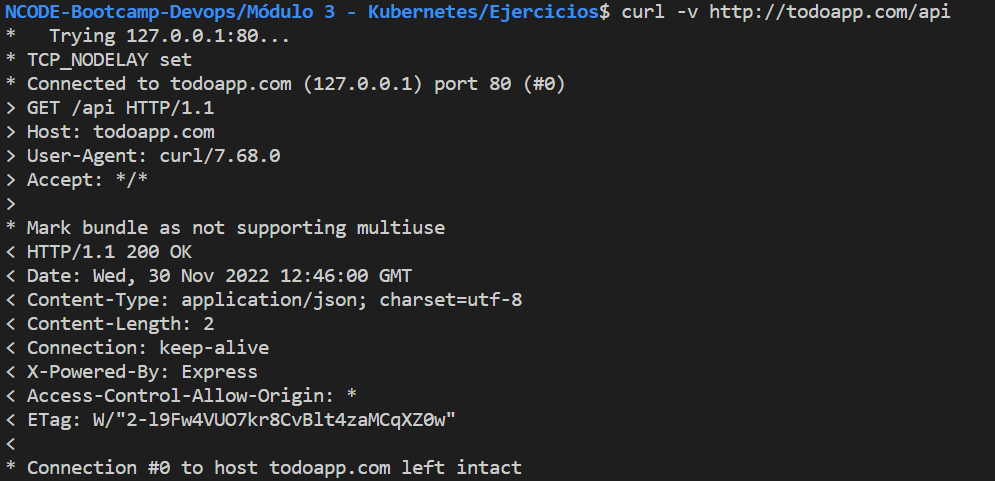 NCODE-Bootcamp-Devops/Módulo 3 - Kubernetes/Ejercicios$ curl -v http://todoapp.com/api
*   Trying 127.0.0.1:80...
* TCP_NODELAY set
* Connected to todoapp.com (127.0.0.1) port 80 (#0)
> GET /api HTTP/1.1
> Host: todoapp.com
> User-Agent: curl/7.68.0
> Accept: */*
>
* Mark bundle as not supporting multiuse
< HTTP/1.1 200 OK
< Date: Wed, 30 Nov 2022 12:46:00 GMT
< Content-Type: application/json; charset=utf-8
< Content-Length: 2
< Connection: keep-alive
< X-Powered-By: Express
< Access-Control-Allow-Origin: *
< ETag: W/"2-l9Fw4VUO7kr8CvBlt4zaMCqXZ0w"
<
* Connection #0 to host todoapp.com left intact